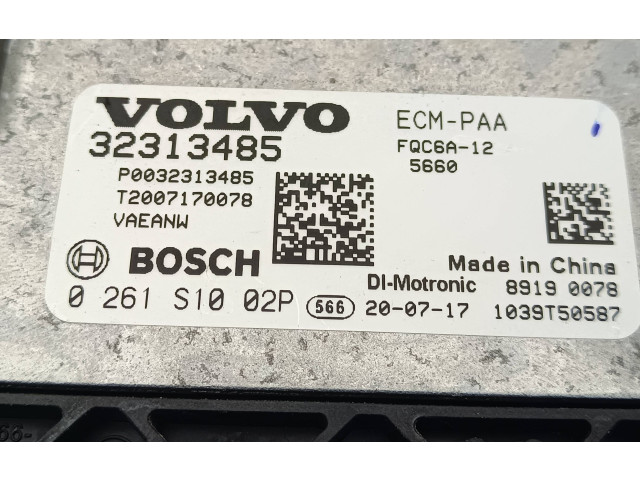 VOLVO
ECM-PAA
32313485
FQC6A-12
5660
P0032313485
T2007170078
VAEANW
BOSCH
Made in China
DI-Motronic 8919 0078
0 261 S10 02P 566 20-07-17 1039T50587
66-